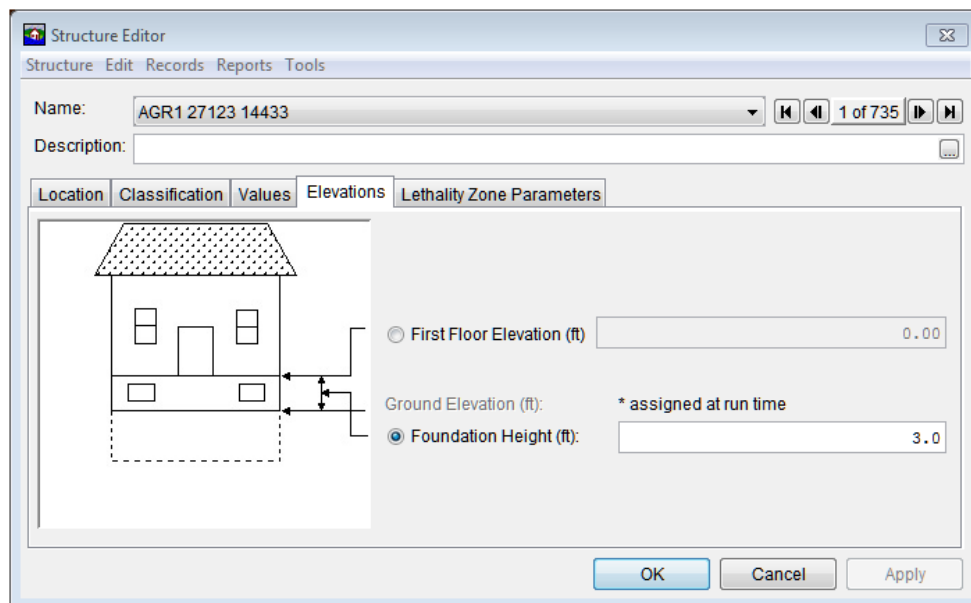 Structure Editor
Structure Edit Records Reports Tools
Name: AGR1 27123 14433 1 of 735
Description: ...
Location Classification Values Elevations Lethality Zone Parameters
First Floor Elevation (ft) 0.00
Ground Elevation (ft): * assigned at run time
Foundation Height (ft): 3.0
OK Cancel Apply